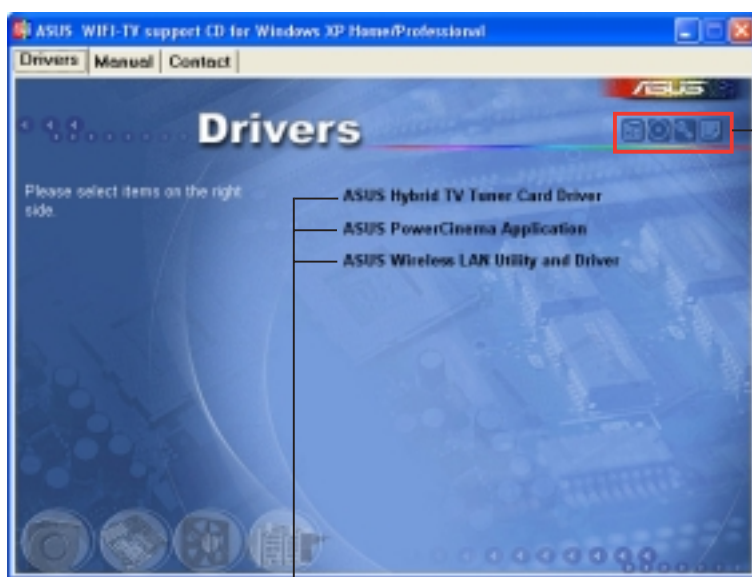 ASUS WIFI-TV support CD for Windows XP Home/Professional
Drivers Manual Contact
ASUS
Drivers
Please select items on the right
side.
ASUS Hybrid TV Tuner Card Driver
ASUS PowerCinema Application
ASUS Wireless LAN Utility and Driver